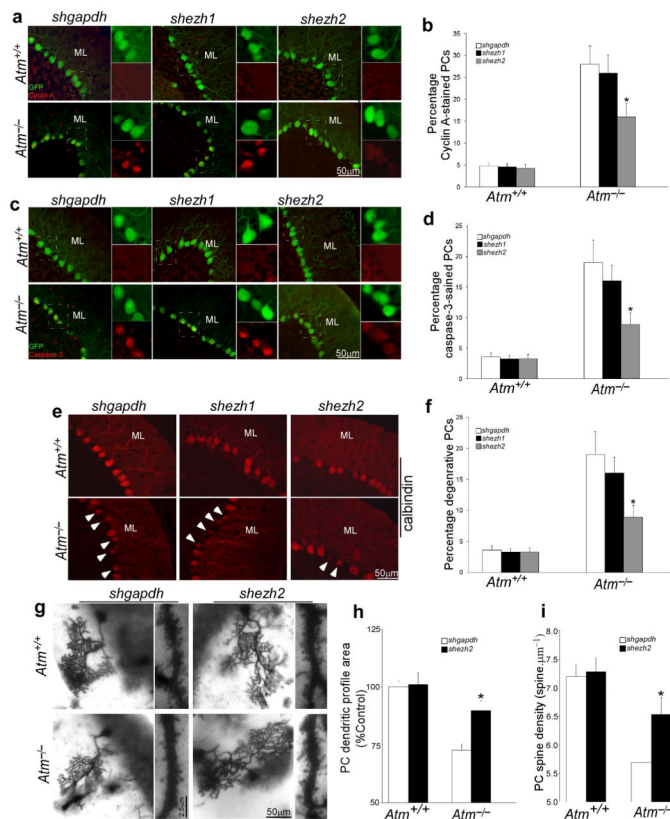 a shgapdh shezh1 shezh2
Atm+/+ ML ML ML
GFP
Cyclin A
Atm−/− ML ML ML
50μm
b
Percentage
Cyclin A-stained PCs
35
30
25
20
15
10
5
0
shgapdh
shezh1
shezh2
*
Atm+/+ Atm−/−
c shgapdh shezh1 shezh2
Atm+/+ ML ML ML
Atm−/− ML ML ML
GFP
Caspase-3
50μm
d
Percentage
caspase-3-sained PCs
25
20
15
10
5
0
shgapdh
shezh1
shezh2
*
Atm+/+ Atm−/−
e shgapdh shezh1 shezh2
Atm+/+ ML ML ML
Atm−/− ML ML ML
calbindin
50μm
f
Percentage degenrative PCs
25
20
15
10
5
0
shgapdh
shezh1
shezh2
*
Atm+/+ Atm−/−
g shgapdh shezh2
Atm+/+
Atm−/−
50μm
h
PC dendritic profile area
(%Control)
125
100
75
50
shgapdh
shezh2
*
Atm+/+ Atm−/−
i
PC spine density (spine.μm−1)
8.0
7.5
7.0
6.5
6.0
5.5
5.0
shgapdh
shezh2
*
Atm+/+ Atm−/−